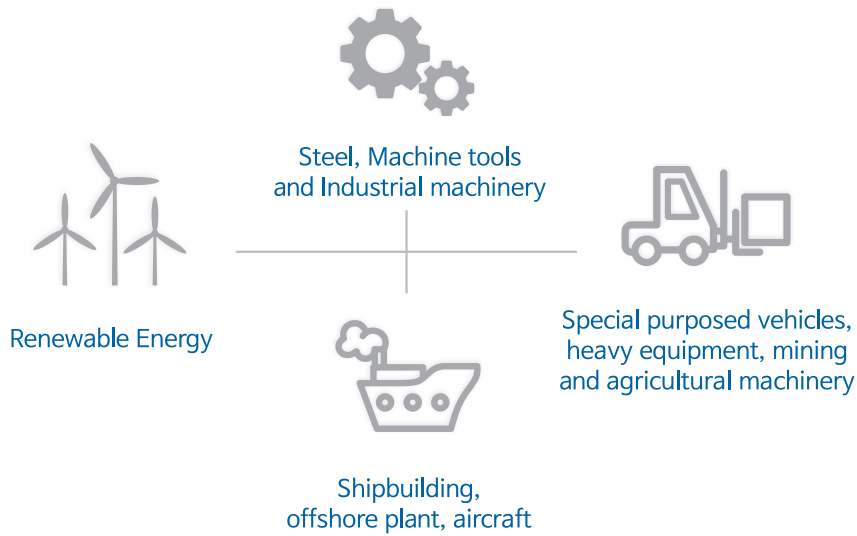 Steel, Machine tools
and Industrial machinery
Renewable Energy
Special purposed vehicles,
heavy equipment, mining
and agricultural machinery
Shipbuilding,
offshore plant, aircraft